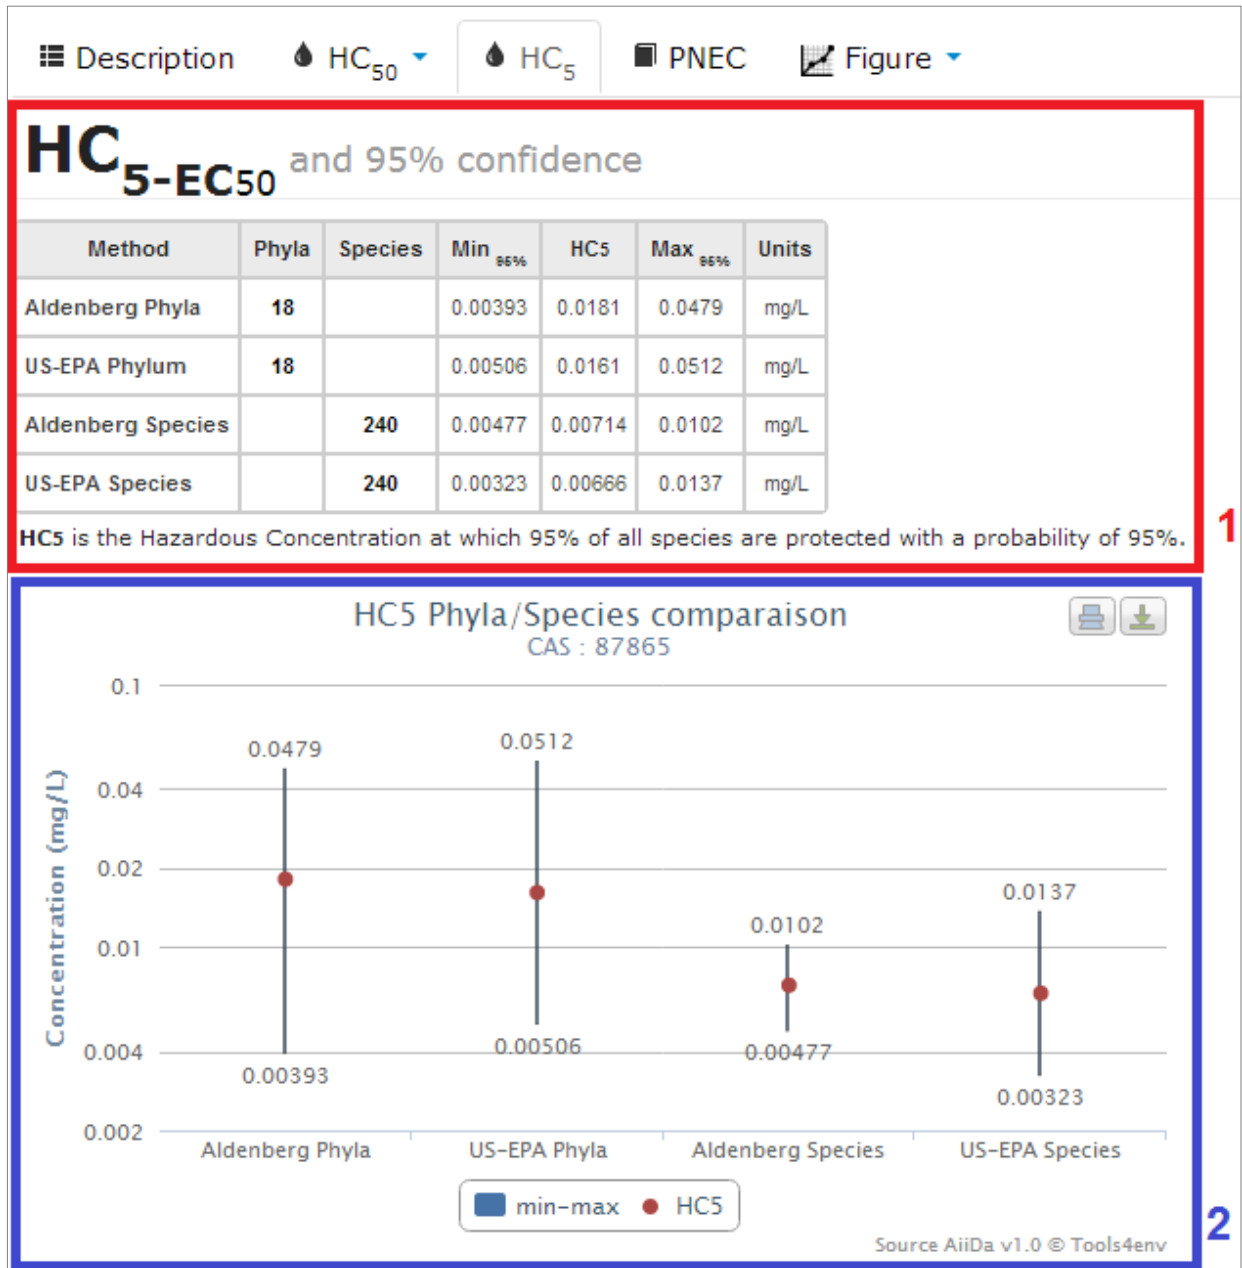 Description HC50 HC5 PNEC Figure
HC5-EC50 and 95% confidence
Method Phyla Species Min 95% HC5 Max 95% Units
Aldenberg Phyla 18 0.00393 0.0181 0.0479 mg/L
US-EPA Phylum 18 0.00506 0.0161 0.0512 mg/L
Aldenberg Species 240 0.00477 0.00714 0.0102 mg/L
US-EPA Species 240 0.00323 0.00666 0.0137 mg/L
HC5 is the Hazardous Concentration at which 95% of all species are protected with a probability of 95%.
1
HC5 Phyla/Species comparaison
CAS : 87865
Concentration (mg/L)
0.1
0.04
0.02
0.01
0.004
0.002
0.0479
0.0512
0.0102
0.0137
0.00393
0.00506
0.00477
0.00323
Aldenberg Phyla US-EPA Phyla Aldenberg Species US-EPA Species
min-max HC5
Source AiiDa v1.0 © Tools4env
2